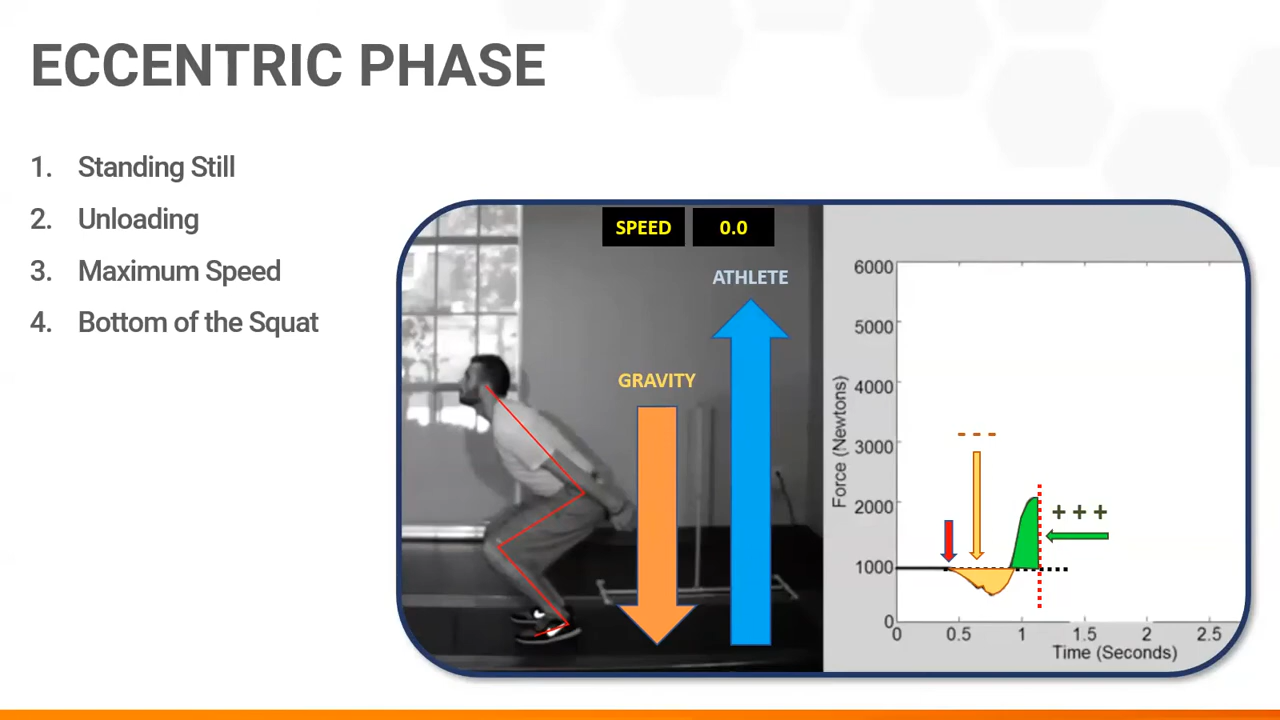 ECCENTRIC PHASE
1. Standing Still
2. Unloading
3. Maximum Speed
4. Bottom of the Squat
SPEED 0.0
ATHLETE
GRAVITY
Force (Newtons)
6000
5000
4000
3000
2000
1000
0
- - -
+ + +
0 0.5 1 1.5 2 2.5
Time (Seconds)